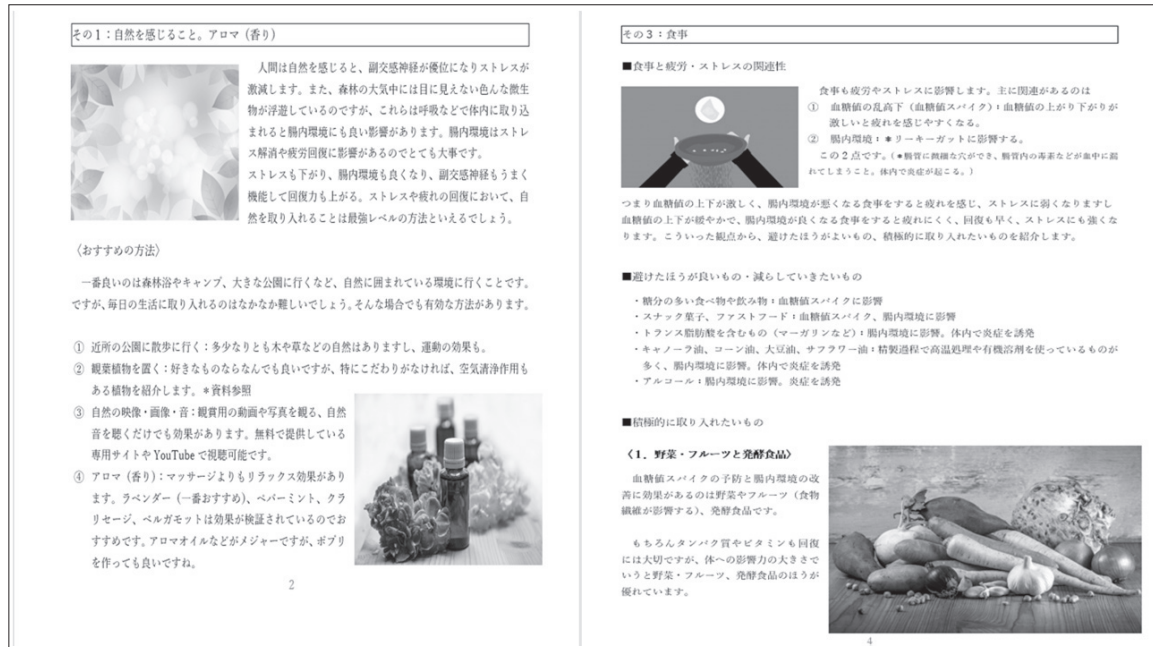 その1:自然を感じること。アロマ(香り)
人間は自然を感じると、副交感神経が優位になりストレスが
激減します。また、森林の大気中には目に見えない色んな微生
物が浮遊しているのですが、これらは呼吸などで体内に取り込
まれると腸内環境にも良い影響があります。腸内環境はストレ
ス解消や疲労回復に影響があるのでとても大事です。
ストレスも下がり、腸内環境も良くなり、副交感神経もうまく
機能して回復力も上がる。ストレスや疲れの回復において、自
然を取り入れることは最強レベルの方法といえるでしょう。
〈おすすめの方法〉
一番良いのは森林浴やキャンプ、大きな公園に行くなど、自然に囲まれている環境に行くことです。
ですが、毎日の生活に取り入れるのはなかなか難しいでしょう。そんな場合でも有効な方法があります。
① 近所の公園に散歩に行く:多少なりとも木や草などの自然はありますし、運動の効果も。
② 観葉植物を置く:好きなものならなんでも良いですが、特にこだわりがなければ、空気清浄作用も
ある植物を紹介します。*資料参照
③ 自然の映像・画像・音:観賞用の動画や写真を観る、自然
音を聴くだけでも効果があります。無料で提供している
専用サイトや YouTube で視聴可能です。
④ アロマ(香り):マッサージよりもリラックス効果があり
ます。ラベンダー(一番おすすめ)、ペパーミント、クラ
リセージ、ベルガモットは効果が検証されているのでお
すすめです。アロマオイルなどがメジャーですが、ポプリ
を作っても良いですね。
2
その3:食事
■食事と疲労・ストレスの関連性
食事も疲労やストレスに影響します。主に関連があるのは
① 血糖値の乱高下(血糖値スパイク):血糖値の上がり下がりが
激しいと疲れを感じやすくなる。
② 腸内環境:*リーキーガットに影響する。
この2点です。(*腸管に微細な穴ができ、腸管内の毒素などが血中に漏
れてしまうこと。体内で炎症が起こる。)
つまり血糖値の上下が激しく、腸内環境が悪くなる食事をすると疲れを感じ、ストレスに弱くなりますし
血糖値の上下が緩やかで、腸内環境が良くなる食事をすると疲れにくく、回復も早く、ストレスにも強くな
ります。こういった観点から、避けたほうがよいもの、積極的に取り入れたいものを紹介します。
■避けたほうが良いもの・減らしていきたいもの
・糖分の多い食べ物や飲み物:血糖値スパイクに影響
・スナック菓子、ファストフード:血糖値スパイク、腸内環境に影響
・トランス脂肪酸を含むもの(マーガリンなど):腸内環境に影響。体内で炎症を誘発
・キャノーラ油、コーン油、大豆油、サフラワー油:精製過程で高温処理や有機溶剤を使っているものが
多く、腸内環境に影響。体内で炎症を誘発
・アルコール:腸内環境に影響。炎症を誘発
■積極的に取り入れたいもの
〈1．野菜・フルーツと発酵食品〉
血糖値スパイクの予防と腸内環境の改
善に効果があるのは野菜やフルーツ(食物
繊維が影響する)、発酵食品です。
もちろんタンパク質やビタミンも回復
には大切ですが、体への影響力の大きさで
いうと野菜・フルーツ、発酵食品のほうが
優れています。
4